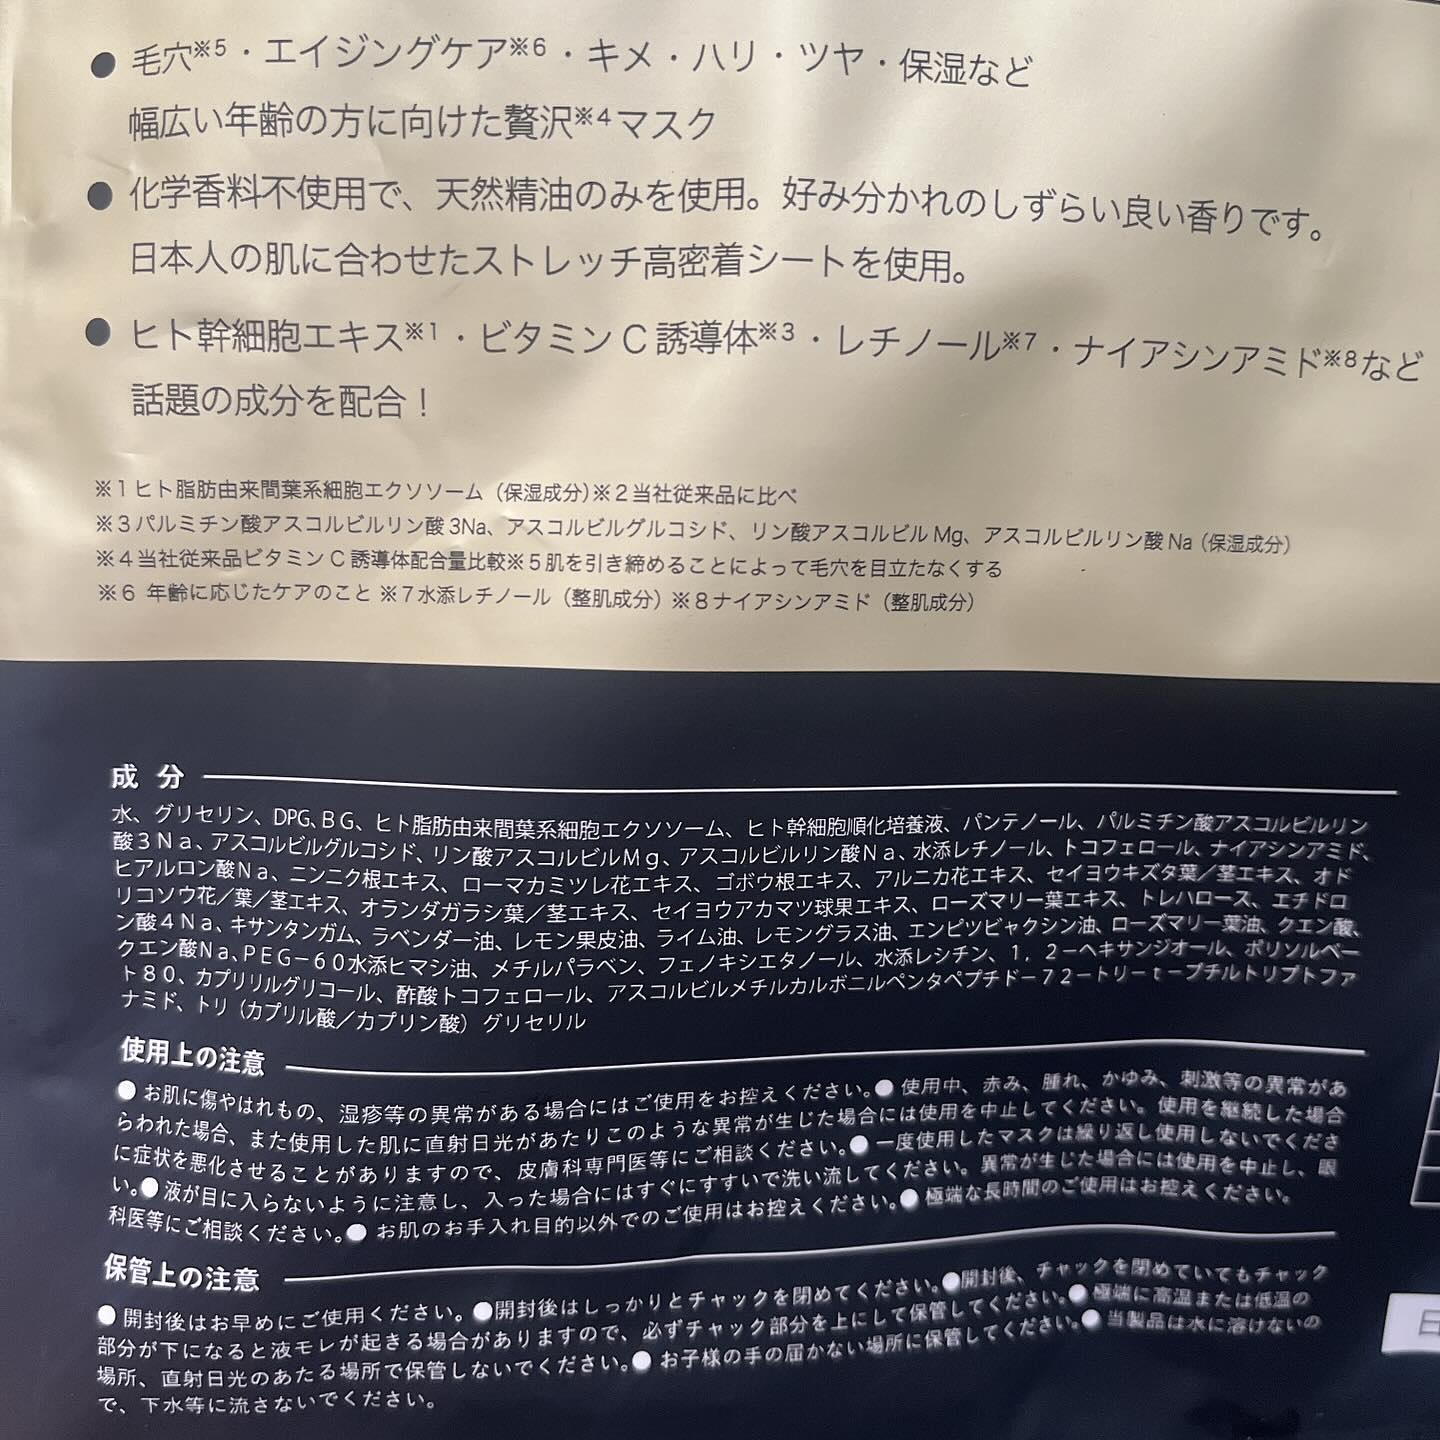 ● 毛穴※5・エイジングケア※6・キメ・ハリ・ツヤ・保湿など
幅広い年齢の方に向けた贅沢※4マスク
● 化学香料不使用で、天然精油のみを使用。好み分かれのしずらい良い香りです。
日本人の肌に合わせたストレッチ高密着シートを使用。
● ヒト幹細胞エキス※1・ビタミンC誘導体※3・レチノール※7・ナイアシンアミド※8など
話題の成分を配合！
※1ヒト脂肪由来間葉系細胞エクソソーム（保湿成分)※2当社従来品に比べ
※3パルミチン酸アスコルビルリン酸3Na、アスコルビルグルコシド、リン酸アスコルビルMg、アスコルビルリン酸Na（保湿成分）
※4当社従来品ビタミンC誘導体配合量比較※5肌を引き締めることによって毛穴を目立たなくする
※6 年齢に応じたケアのこと ※7水添レチノール（整肌成分）※8ナイアシンアミド（整肌成分）
成 分
水、グリセリン、DPG、BG、ヒト脂肪由来間葉系細胞エクソソーム、ヒト幹細胞順化培養液、パンテノール、パルミチン酸アスコルビルリン
酸3Na、アスコルビルグルコシド、リン酸アスコルビルMg、アスコルビルリン酸Na、水添レチノール、トコフェロール、ナイアシンアミド、
ヒアルロン酸Na、ニンニク根エキス、ローマカミツレ花エキス、ゴボウ根エキス、アルニカ花エキス、セイヨウキズタ葉／茎エキス、オド
リコソウ花／葉／茎エキス、オランダガラシ葉／茎エキス、セイヨウアカマツ球果エキス、ローズマリー葉エキス、トレハロース、エチドロ
ン酸4Na、キサンタンガム、ラベンダー油、レモン果皮油、ライム油、レモングラス油、エンピツビャクシン油、ローズマリー葉油、クエン酸、
クエン酸Na、PEG−60水添ヒマシ油、メチルパラベン、フェノキシエタノール、水添レシチン、1，2−ヘキサンジオール、ポリソルベー
ト80、カプリリルグリコール、酢酸トコフェロール、アスコルビルメチルカルボニルペンタペプチド−72−トリ−t−ブチルトリプトファ
ナミド、トリ（カプリル酸／カプリン酸）グリセリル
使用上の注意
● お肌に傷やはれもの、湿疹等の異常がある場合にはご使用をお控えください。● 使用中、赤み、腫れ、かゆみ、刺激等の異常があ
らわれた場合、また使用した肌に直射日光があたりこのような異常が生じた場合には使用を中止してください。使用を継続した場合
に症状を悪化させることがありますので、皮膚科専門医等にご相談ください。● 一度使用したマスクは繰り返し使用しないでくださ
い。● 液が目に入らないように注意し、入った場合にはすぐにすすいで洗い流してください。異常が生じた場合には使用を中止し、眼
科医等にご相談ください。● お肌のお手入れ目的以外でのご使用はお控えください。● 極端な長時間のご使用はお控えください。
保管上の注意
● 開封後はお早めにご使用ください。●開封後はしっかりとチャックを閉めてください。●開封後、チャックを閉めていてもチャック
部分が下になると液モレが起きる場合がありますので、必ずチャック部分を上にして保管してください。● 極端に高温または低温の
場所、直射日光のあたる場所で保管しないでください。● お子様の手の届かない場所に保管してください。● 当製品は水に溶けないの
で、下水等に流さないでください。